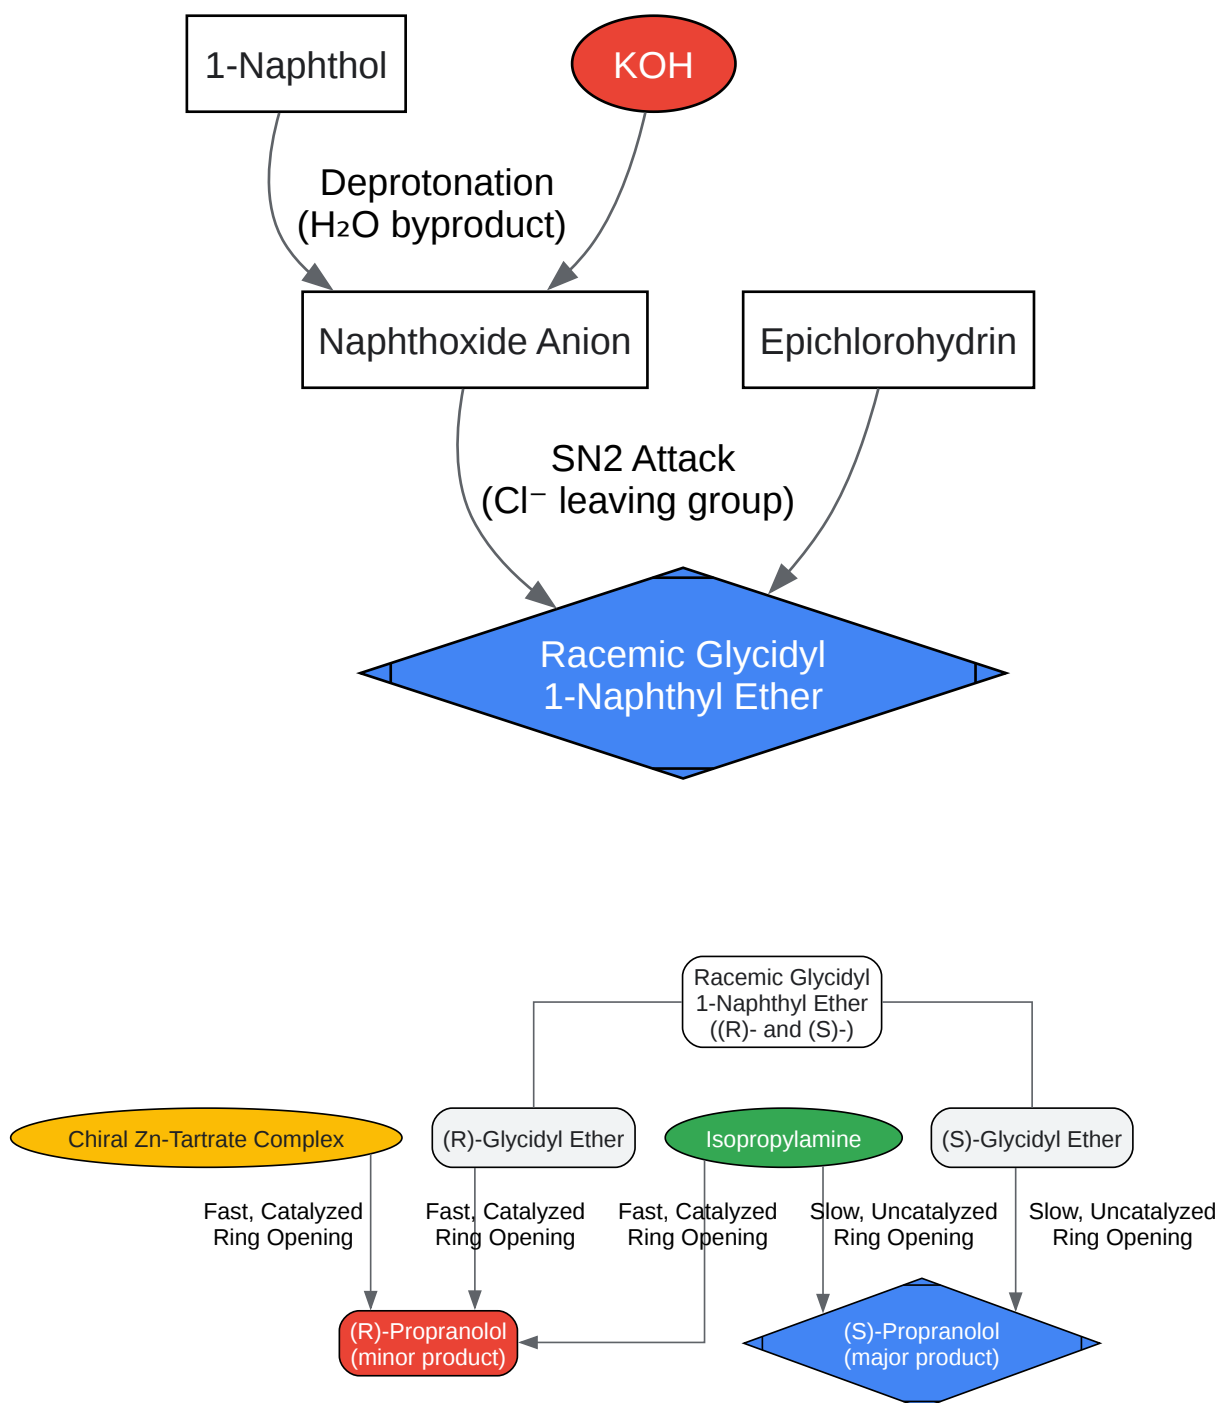 1-Naphthol
KOH
Deprotonation
(H₂O byproduct)
Naphthoxide Anion
Epichlorohydrin
SN2 Attack
(Cl⁻ leaving group)
Racemic Glycidyl
1-Naphthyl Ether
Racemic Glycidyl
1-Naphthyl Ether
((R)- and (S)-)
Chiral Zn-Tartrate Complex
(R)-Glycidyl Ether
Isopropylamine
(S)-Glycidyl Ether
Fast, Catalyzed
Ring Opening
Fast, Catalyzed
Ring Opening
Fast, Catalyzed
Ring Opening
Slow, Uncatalyzed
Ring Opening
Slow, Uncatalyzed
Ring Opening
(R)-Propranolol
(minor product)
(S)-Propranolol
(major product)